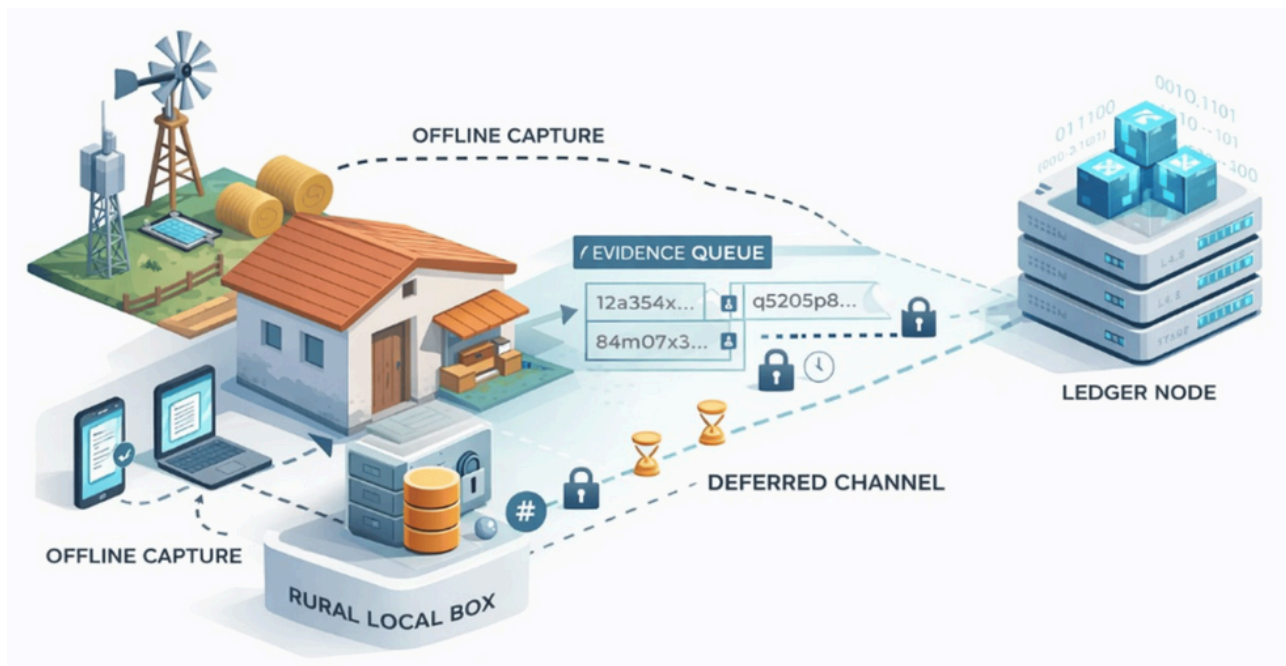 OFFLINE CAPTURE
EVIDENCE QUEUE
12a354x...
q5205p8...
84m07x3...
LEDGER NODE
DEFERRED CHANNEL
#
OFFLINE CAPTURE
RURAL LOCAL BOX